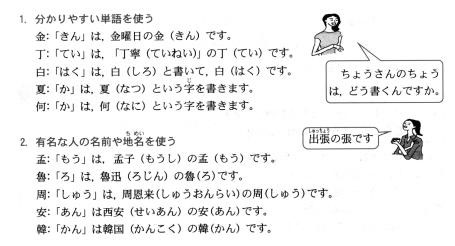 1. 分かりやすい単語を使う
金:「きん」は, 金曜日の金 (きん) です。
丁:「てい」は, 「丁寧 (ていねい)」の丁 (てい) です。
白:「はく」は, 白 (しろ) と書いて, 白 (はく) です。
夏:「か」は, 夏 (なつ) という字を書きます。
何:「か」は, 何 (なに) という字を書きます。
ちょうさんのちょう
は, どう書くんですか。
2. 有名な人の名前や地名を使う
孟:「もう」は, 孟子 (もうし) の孟 (もう) です。
魯:「ろ」は, 魯迅 (ろじん) の魯 (ろ) です。
周:「しゅう」は, 周恩来 (しゅうおんらい) の周 (しゅう) です。
安:「あん」は西安 (せいあん) の安 (あん) です。
韓:「かん」は韓国 (かんこく) の韓 (かん) です。
出張の張です